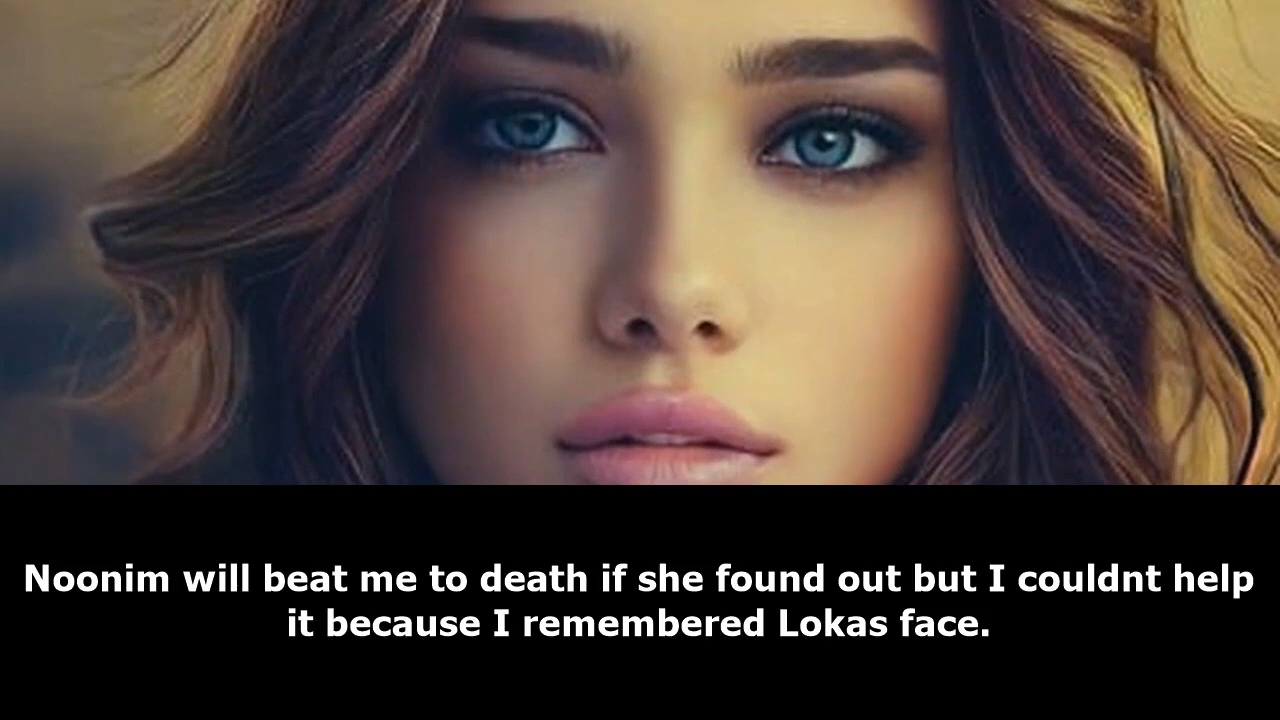 Noonim will beat me to death if she found out but I couldnt help
it because I remembered Lokas face.